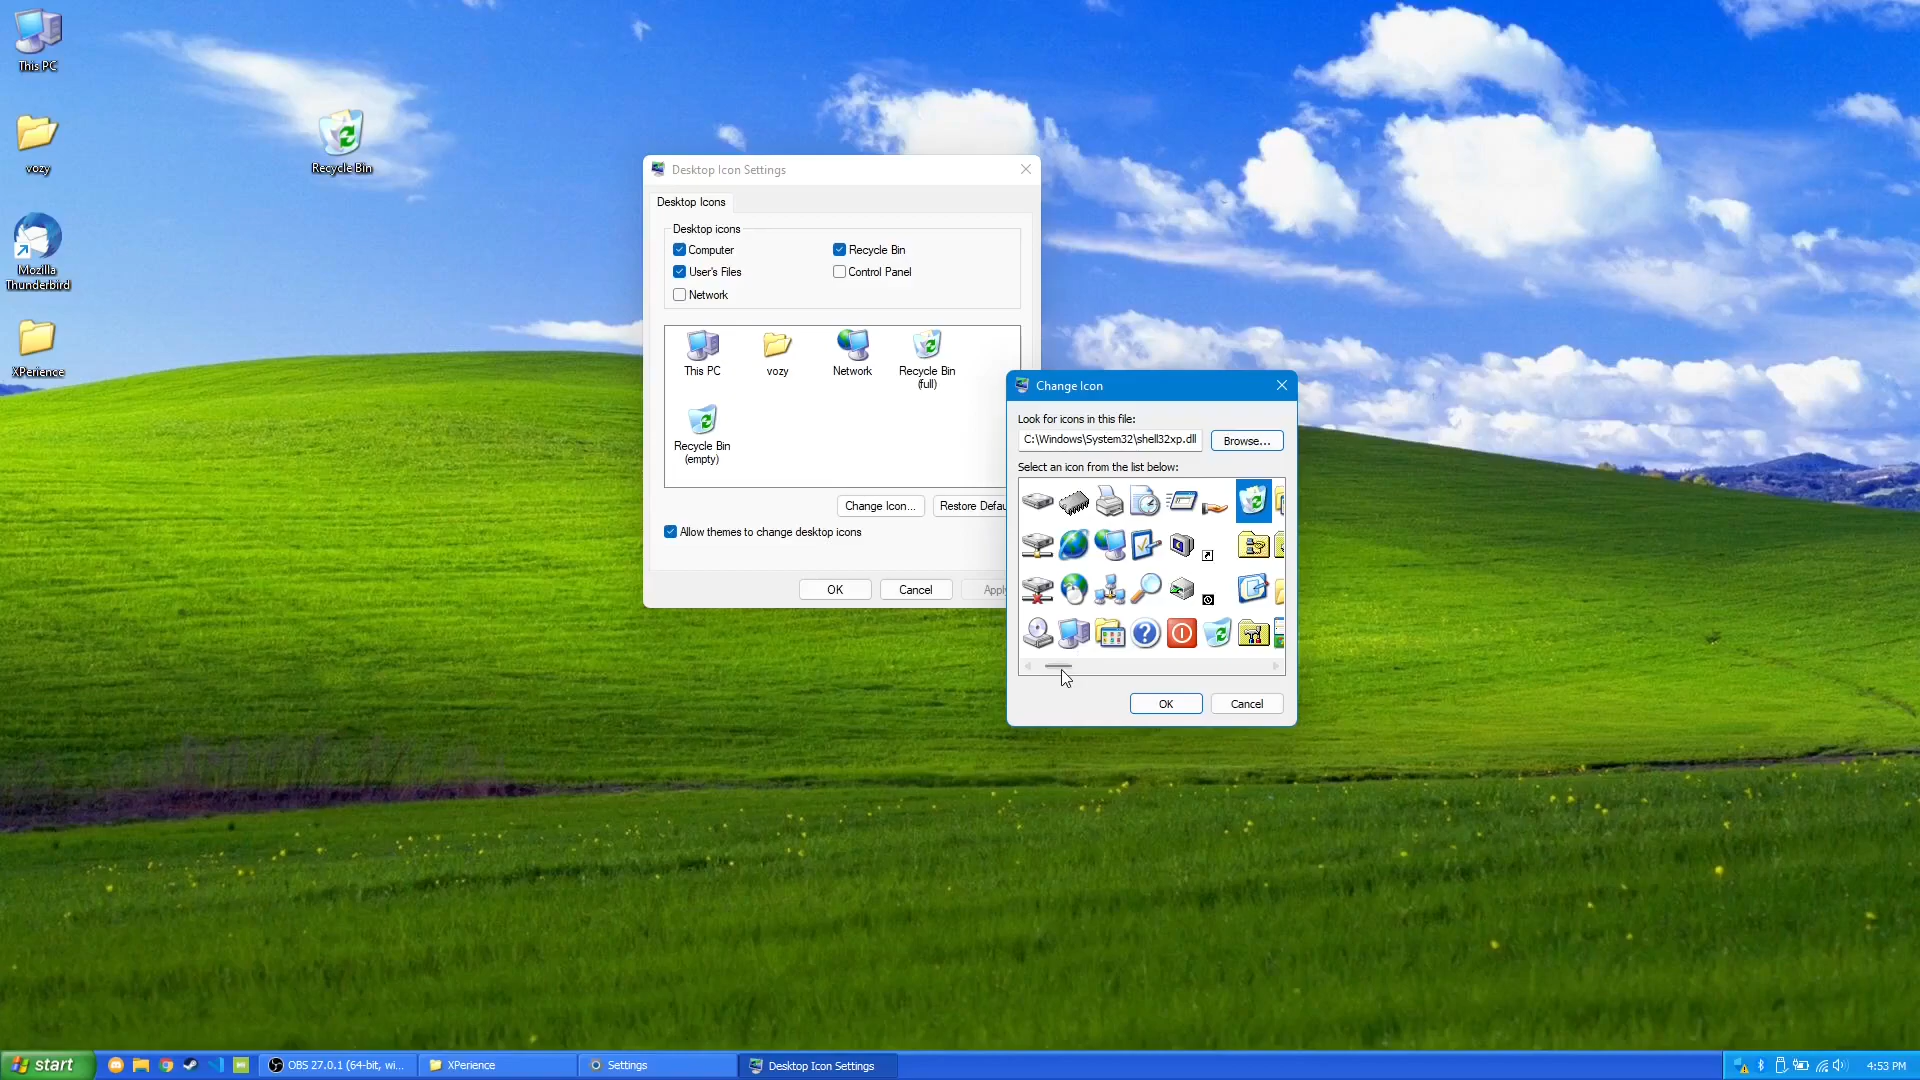 This PC
vozy
Recycle Bin
Mozilla
Thunderbird
XPerience
Desktop Icon Settings
Desktop Icons
Desktop icons
Computer
Recycle Bin
User's Files
Control Panel
Network
This PC
vozy
Network
Recycle Bin
(full)
Recycle Bin
(empty)
Change Icon...
Restore Defau
Allow themes to change desktop icons
OK
Cancel
Apply
Change Icon
Look for icons in this file:
C:\Windows\System32\shell32xp.dll
Browse...
Select an icon from the list below:
OK
Cancel
start
OBS 27.0.1 (64-bit, wi...
XPerience
Settings
Desktop Icon Settings
4:53 PM